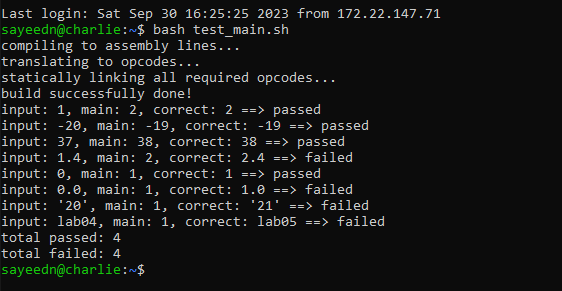 Last login: Sat Sep 30 16:25:25 2023 from 172.22.147.71
sayeedn@charlie:~$ bash test_main.sh
compiling to assembly lines...
translating to opcodes...
statically linking all required opcodes...
build successfully done!
input: 1, main: 2, correct: 2 ==> passed
input: -20, main: -19, correct: -19 ==> passed
input: 37, main: 38, correct: 38 ==> passed
input: 1.4, main: 2, correct: 2.4 ==> failed
input: 0, main: 1, correct: 1 ==> passed
input: 0.0, main: 1, correct: 1.0 ==> failed
input: '20', main: 1, correct: '21' ==> failed
input: lab04, main: 1, correct: lab05 ==> failed
total passed: 4
total failed: 4
sayeedn@charlie:~$